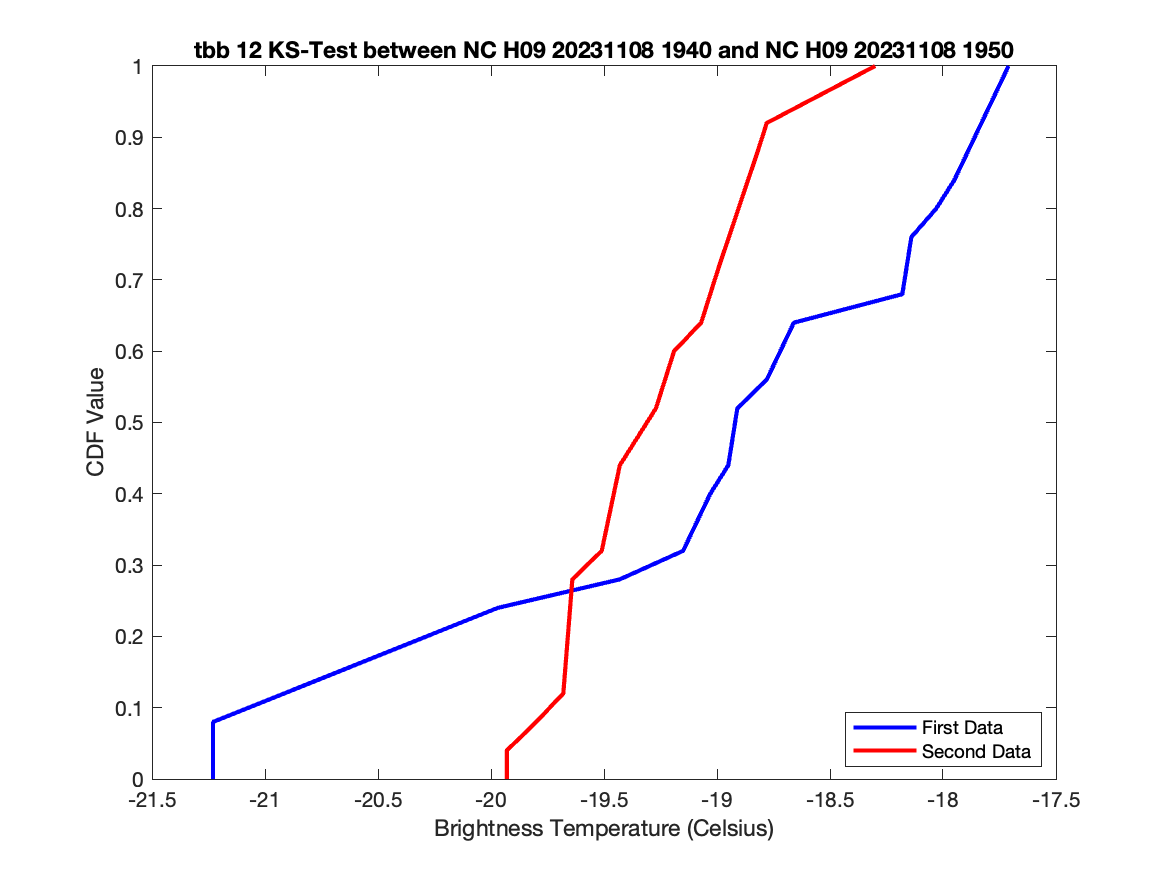 tbb 12 KS-Test between NC H09 20231108 1940 and NC H09 20231108 1950
1
0.9
0.8
0.7
0.6
0.5
0.4
0.3
0.2
0.1
0
CDF Value
First Data
Second Data
-21.5 -21 -20.5 -20 -19.5 -19 -18.5 -18 -17.5
Brightness Temperature (Celsius)